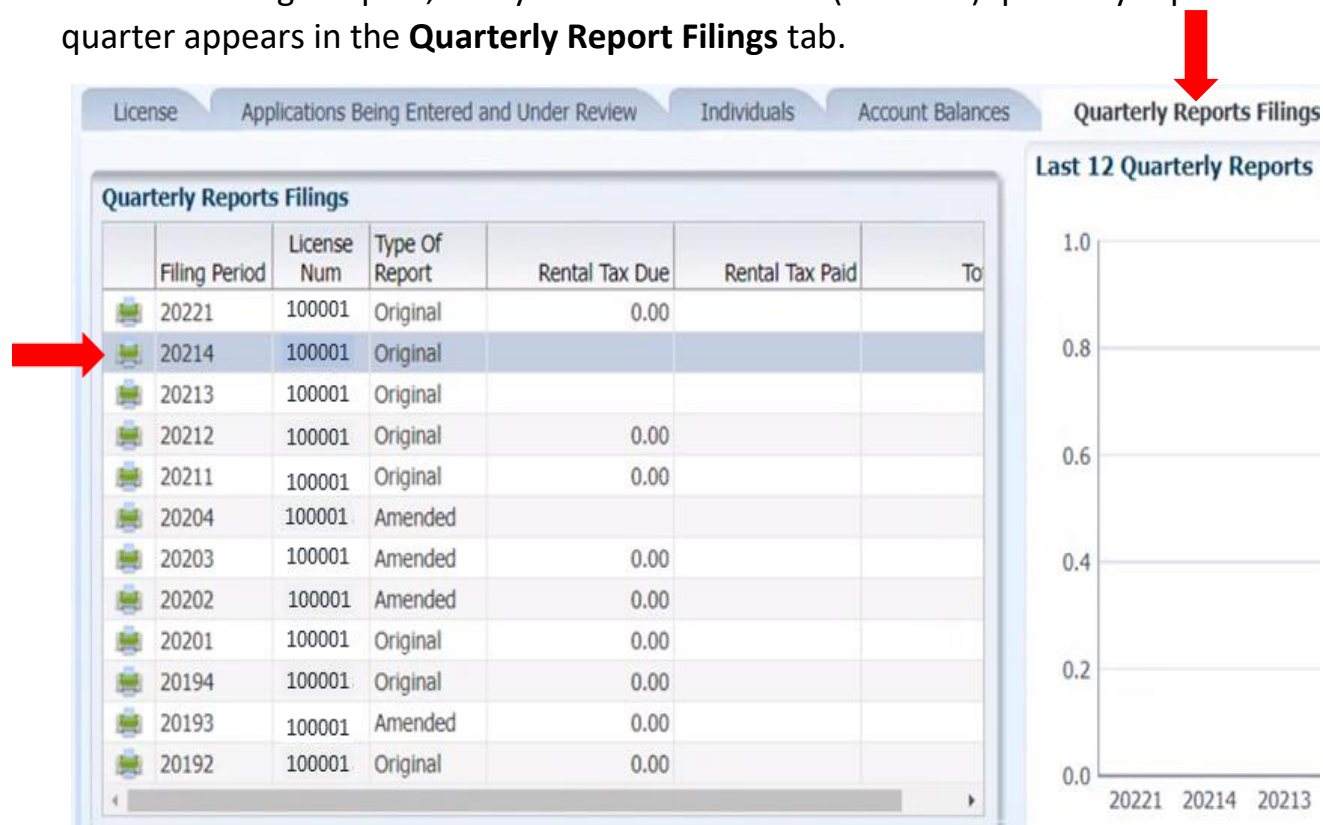 quarter appears in the Quarterly Report Filings tab.
License Applications Being Entered and Under Review Individuals Account Balances Quarterly Reports Filings
Last 12 Quarterly Reports
Quarterly Reports Filings
Filing Period License Num Type Of Report Rental Tax Due Rental Tax Paid To
20221 100001 Original 0.00
20214 100001 Original
20213 100001 Original
20212 100001 Original 0.00
20211 100001 Original 0.00
20204 100001 Amended
20203 100001 Amended 0.00
20202 100001 Amended 0.00
20201 100001 Original 0.00
20194 100001 Original 0.00
20193 100001 Amended 0.00
20192 100001 Original 0.00
1.0
0.8
0.6
0.4
0.2
0.0
20221 20214 20213